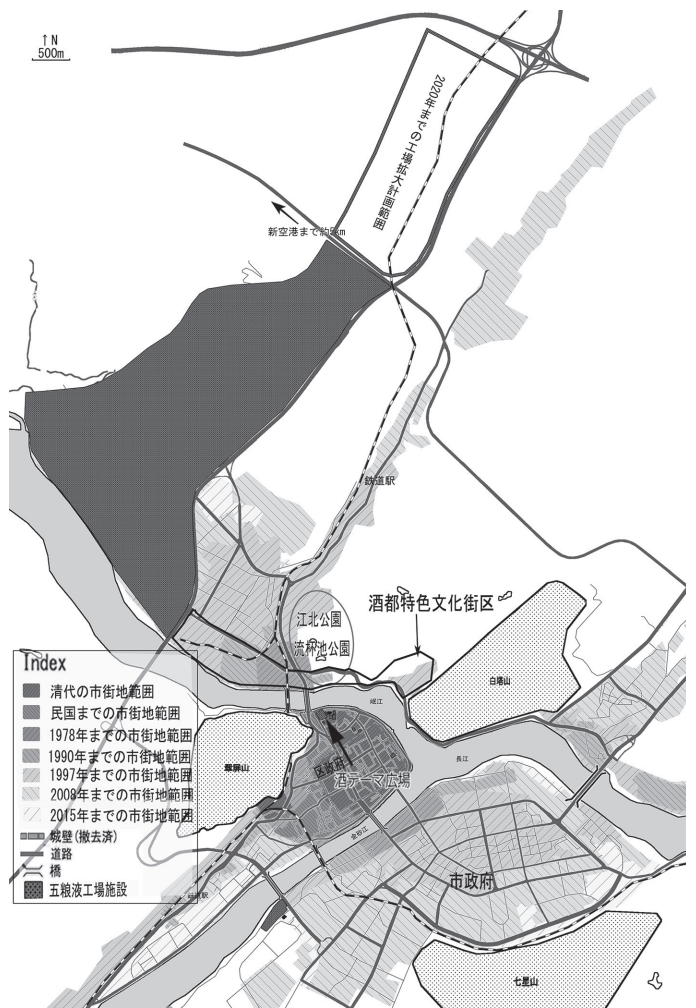 ↑N
500m
2020年までの工場拡大計画範囲
新空港まで約5km
鉄道駅
酒都特色文化街区
江北公園
流杯池公園
白塔山
岷江
翠屏山
長江
区政府
酒テーマ広場
金沙江
市政府
七星山
Index
清代の市街地範囲
民国までの市街地範囲
1978年までの市街地範囲
1990年までの市街地範囲
1997年までの市街地範囲
2008年までの市街地範囲
2015年までの市街地範囲
城壁(撤去済)
道路
橋
五粮液工場施設